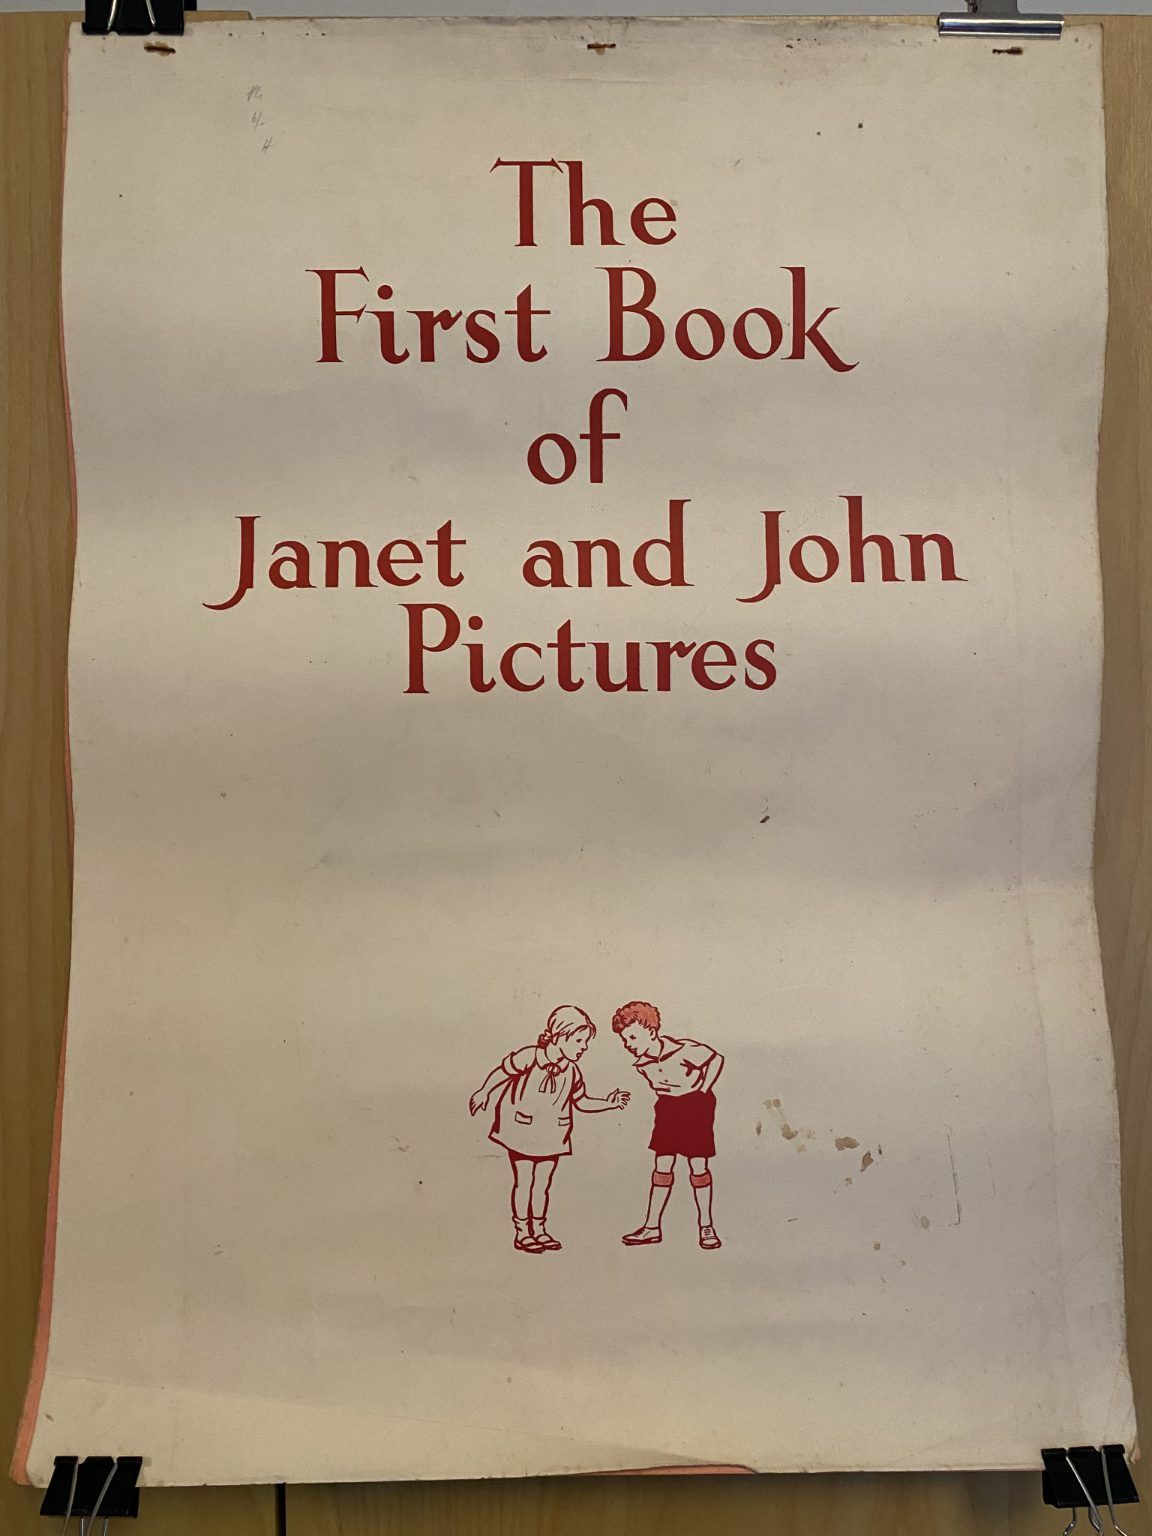 The
First Book
of
Janet and John
Pictures